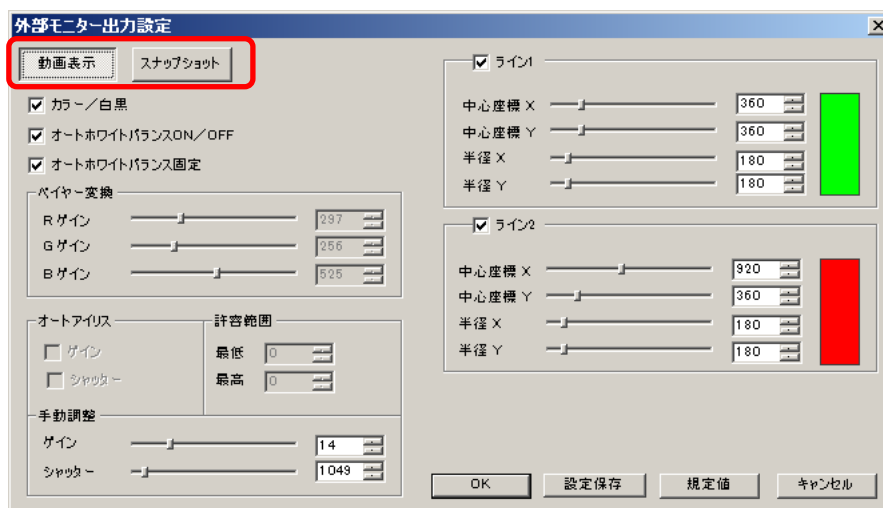 外部モニター出力設定
動画表示 スナップショット
カラー／白黒
オートホワイトバランスON／OFF
オートホワイトバランス固定
ベイヤー変換
Rゲイン 297
Gゲイン 256
Bゲイン 525
オートアイリス 許容範囲
ゲイン 最低 0
シャッター 最高 0
手動調整
ゲイン 14
シャッター 1049
ライン1
中心座標 X 360
中心座標 Y 360
半径 X 180
半径 Y 180
ライン2
中心座標 X 920
中心座標 Y 360
半径 X 180
半径 Y 180
OK 設定保存 規定値 キャンセル